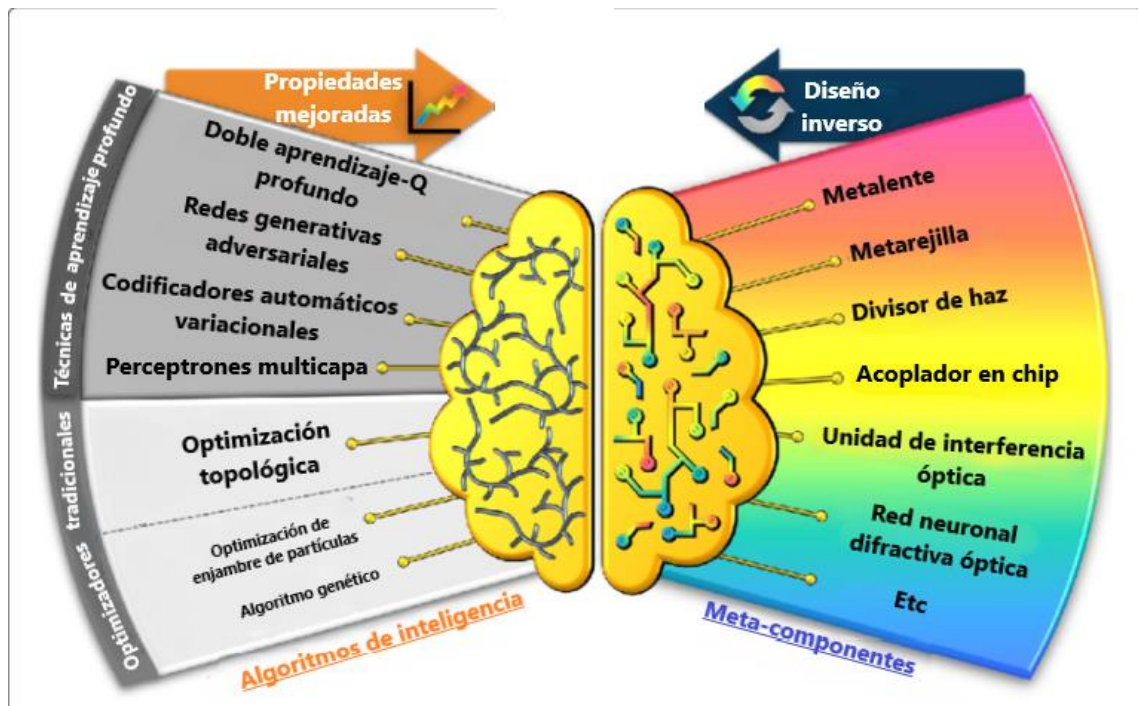 Propiedades
mejoradas
Diseño
inverso
Técnicas de aprendizaje profundo
Doble aprendizaje-Q
profundo
Redes generativas
adversariales
Codificadores automáticos
variacionales
Perceptrones multicapa
Optimizadores tradicionales
Optimización
topológica
Optimización de
enjambre de partículas
Algoritmo genético
Algoritmos de inteligencia
Metalente
Metarejilla
Divisor de haz
Acoplador en chip
Unidad de interferencia
óptica
Red neuronal
difractiva óptica
Etc
Meta-componentes